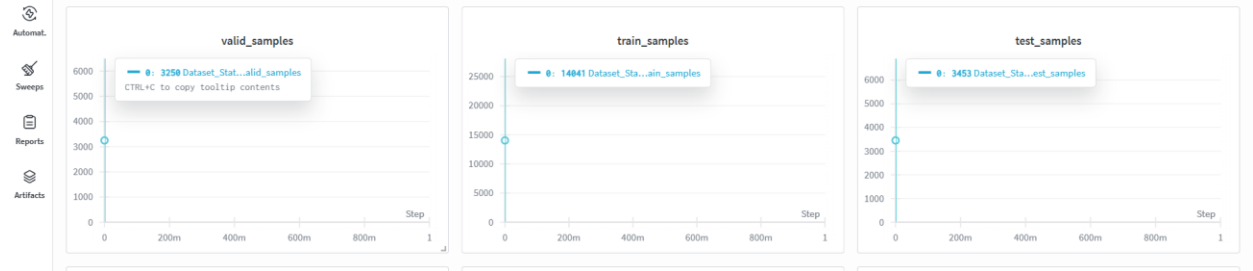 Automat.
Sweeps
Reports
Artifacts
valid_samples
0: 3250 Dataset_Stat...alid_samples
CTRL+C to copy tooltip contents
6000
5000
4000
3000
2000
1000
0
Step
0 200m 400m 600m 800m 1
train_samples
0: 14041 Dataset_Sta...ain_samples
25000
20000
15000
10000
5000
0
Step
0 200m 400m 600m 800m 1
test_samples
0: 3453 Dataset_Sta...est_samples
6000
5000
4000
3000
2000
1000
0
Step
0 200m 400m 600m 800m 1